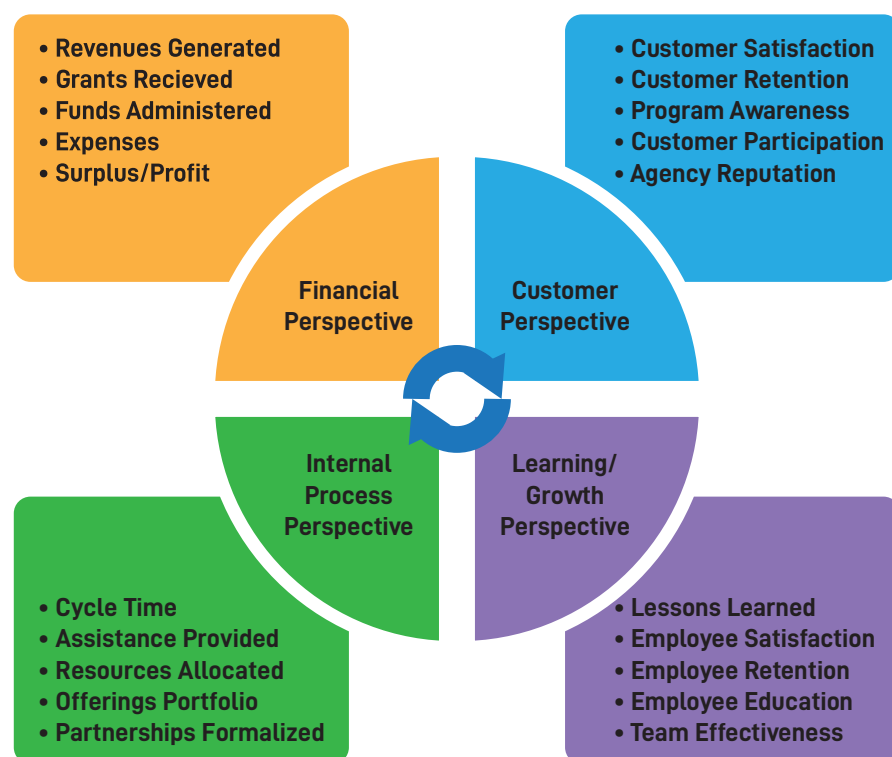 • Revenues Generated
• Grants Recieved
• Funds Administered
• Expenses
• Surplus/Profit
• Customer Satisfaction
• Customer Retention
• Program Awareness
• Customer Participation
• Agency Reputation
Financial
Perspective
Customer
Perspective
Internal
Process
Perspective
Learning/
Growth
Perspective
• Cycle Time
• Assistance Provided
• Resources Allocated
• Offerings Portfolio
• Partnerships Formalized
• Lessons Learned
• Employee Satisfaction
• Employee Retention
• Employee Education
• Team Effectiveness